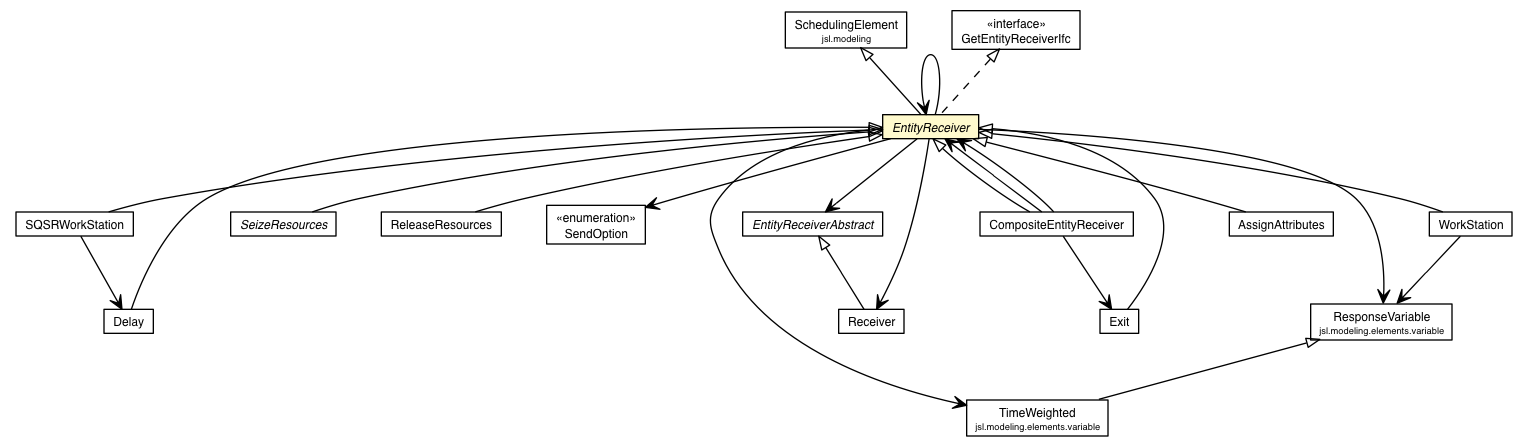 SchedulingElement
jsl.modeling
«interface»
GetEntityReceiverIfc
EntityReceiver
SQSRWorkStation
SeizeResources
ReleaseResources
«enumeration»
SendOption
EntityReceiverAbstract
CompositeEntityReceiver
AssignAttributes
WorkStation
Delay
Receiver
Exit
ResponseVariable
jsl.modeling.elements.variable
TimeWeighted
jsl.modeling.elements.variable